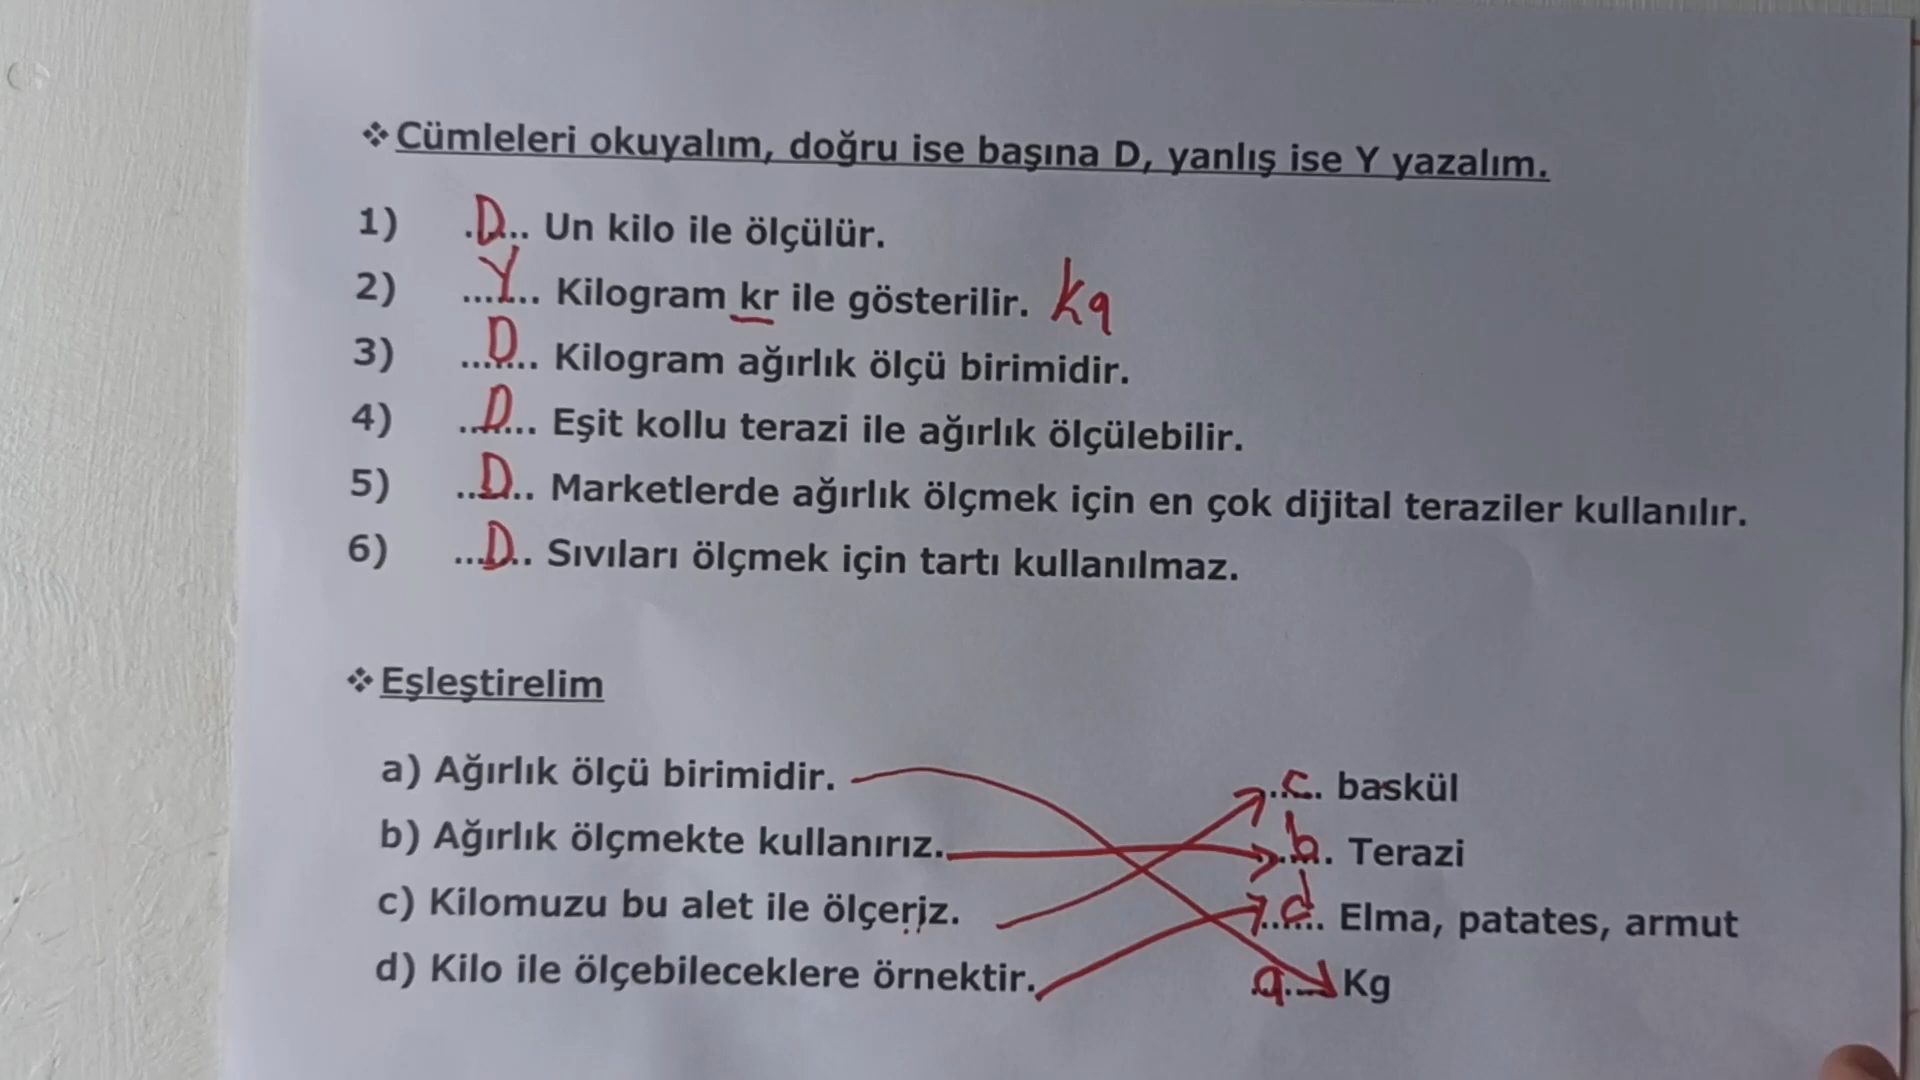 ❖ Cümleleri okuyalım, doğru ise başına D, yanlış ise Y yazalım.
1) .D... Un kilo ile ölçülür.
2) ...Y... Kilogram kr ile gösterilir. kg
3) ...D... Kilogram ağırlık ölçü birimidir.
4) ...D... Eşit kollu terazi ile ağırlık ölçülebilir.
5) ...D.. Marketlerde ağırlık ölçmek için en çok dijital teraziler kullanılır.
6) ...D.. Sıvıları ölçmek için tartı kullanılmaz.
❖ Eşleştirelim
a) Ağırlık ölçü birimidir. ..c.. baskül
b) Ağırlık ölçmekte kullanırız. ..b.. Terazi
c) Kilomuzu bu alet ile ölçeriz. ..d.. Elma, patates, armut
d) Kilo ile ölçebileceklere örnektir. .a... Kg